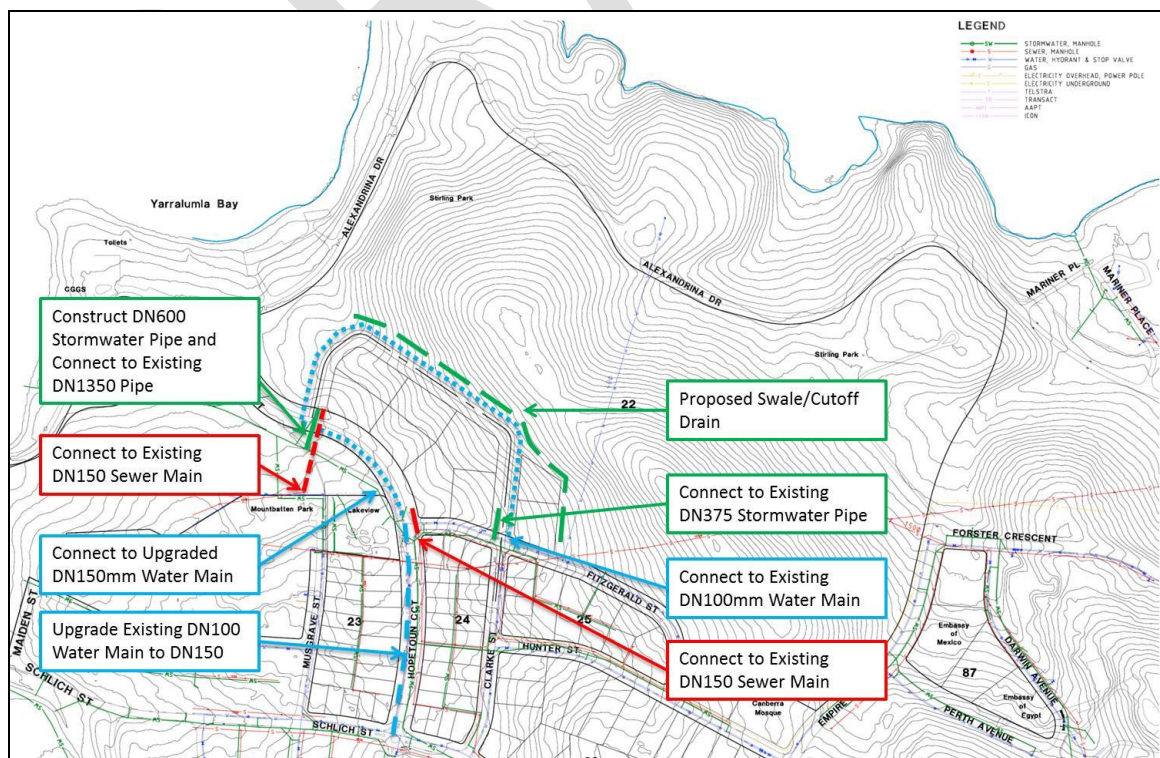 LEGEND
SW STORMWATER, MANHOLE
S SEWER, MANHOLE
W WATER, HYDRANT & STOP VALVE
G GAS
ELECTRICITY OVERHEAD, POWER POLE
ELECTRICITY UNDERGROUND
T TELSTRA
TR TRANSACT
AAPT
ICON
Yarralumla Bay
Toilets
CGGS
ALEXANDRINA DR
Stirling Park
ALEXANDRINA DR
MARINER PL
MARINER PLACE
Stirling Park
Construct DN600
Stormwater Pipe and
Connect to Existing
DN1350 Pipe
22
Proposed Swale/Cutoff
Drain
Connect to Existing
DN150 Sewer Main
Mountbatten Park
Lakeview
Connect to Existing
DN375 Stormwater Pipe
FORSTER CRESCENT
Connect to Upgraded
DN150mm Water Main
Connect to Existing
DN100mm Water Main
FITZGERALD ST
MAIDEN ST
MUSGRAVE ST
23
HOPETOUN CCT
24
CLARKE ST
25
HUNTER ST
Upgrade Existing DN100
Water Main to DN150
Connect to Existing
DN150 Sewer Main
Embassy
of
Mexico
DARWIN AVENUE
87
Embassy
of
Egypt
SCHLICH ST
SCHLICH ST
Canberra
Mosque
EMPIRE
PERTH AVENUE